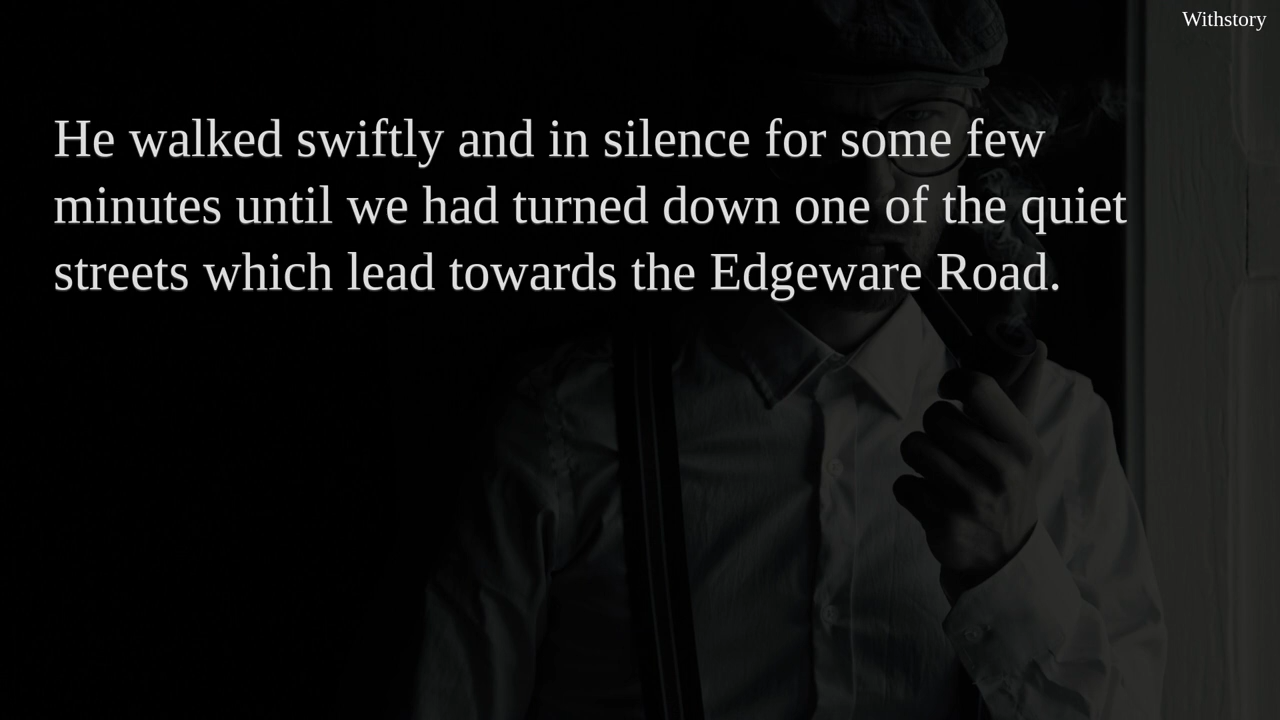 Withstory
He walked swiftly and in silence for some few
minutes until we had turned down one of the quiet
streets which lead towards the Edgeware Road.